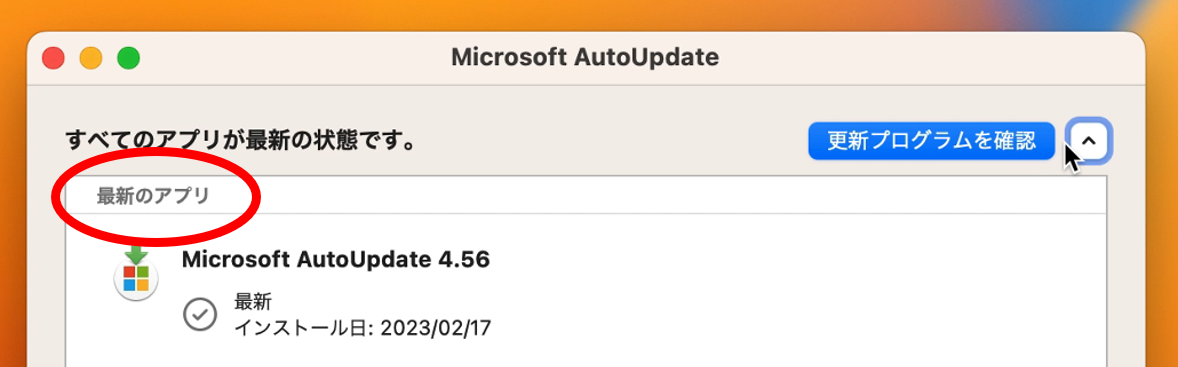 Microsoft AutoUpdate
すべてのアプリが最新の状態です。
更新プログラムを確認
最新のアプリ
Microsoft AutoUpdate 4.56
最新
インストール日: 2023/02/17